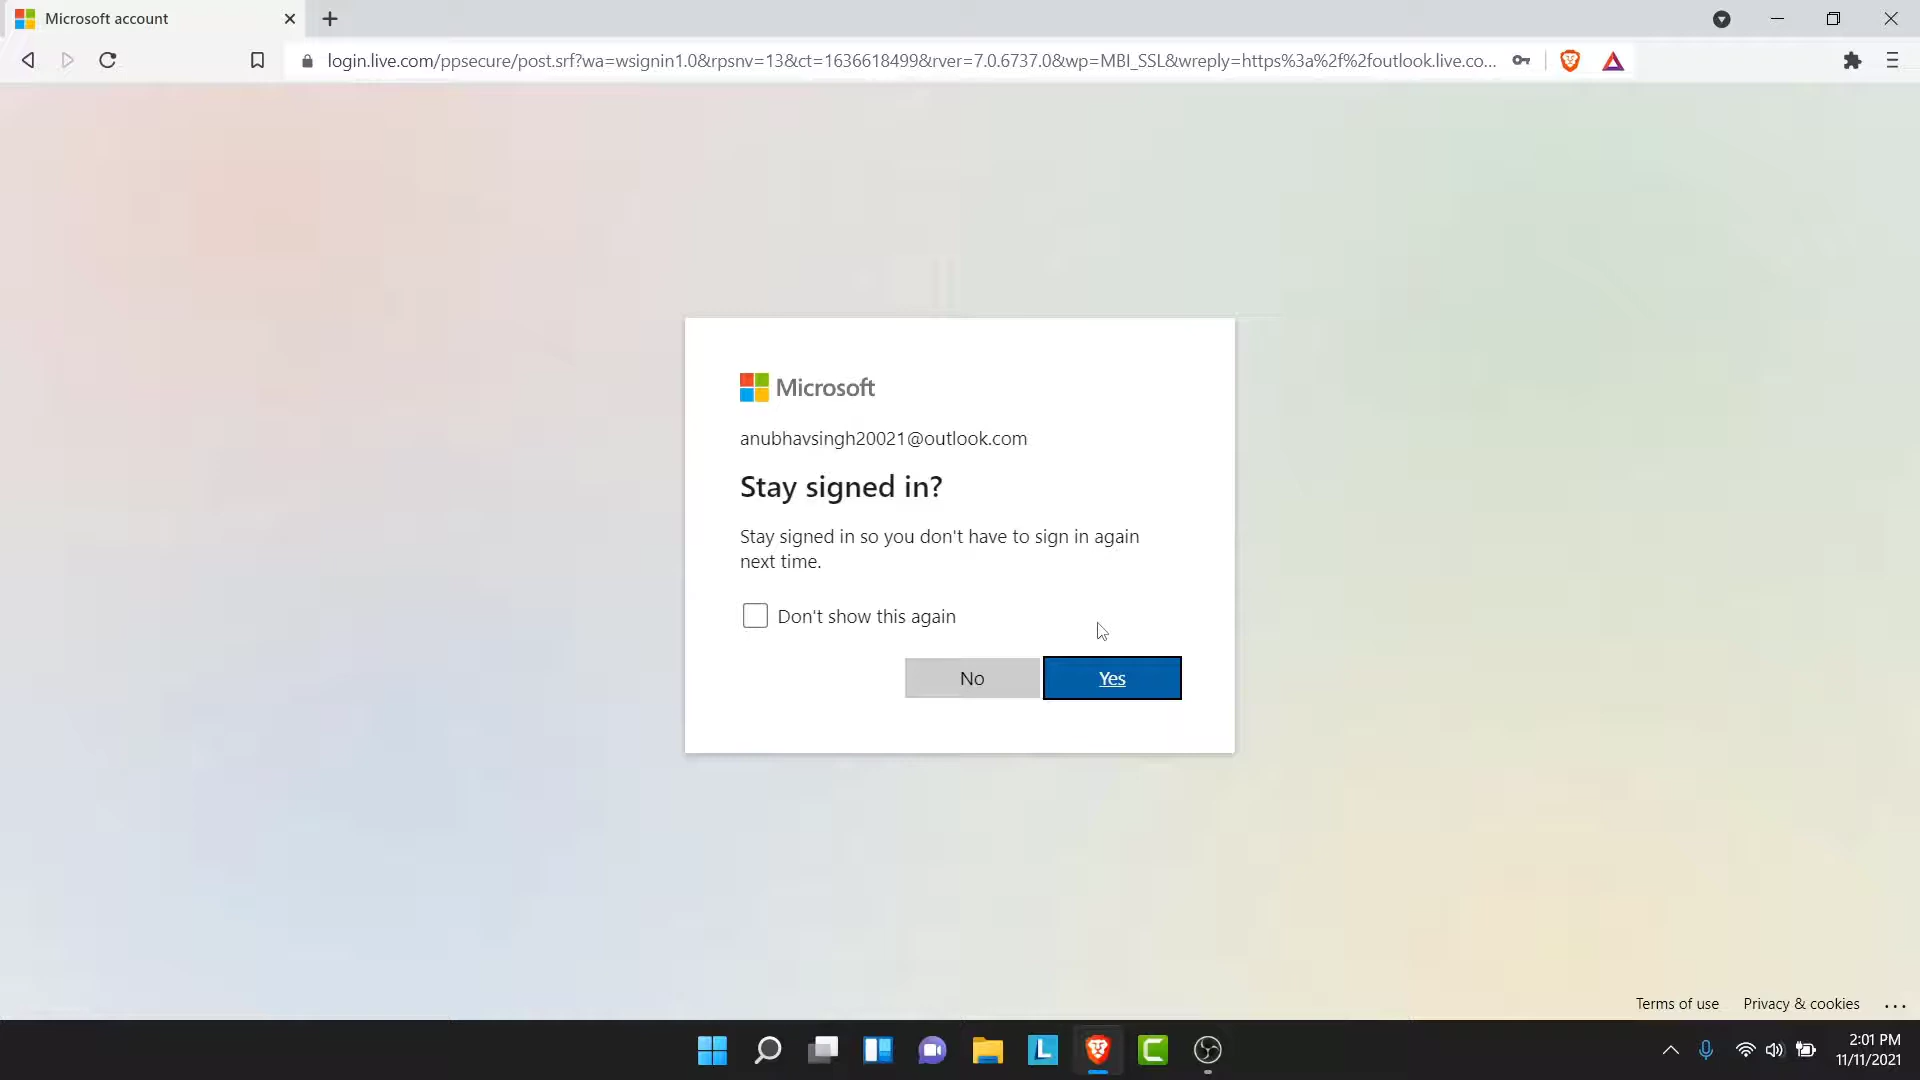 Microsoft account
login.live.com/ppsecure/post.srf?wa=wsignin1.0&rpsnv=13&ct=1636618499&rver=7.0.6737.0&wp=MBI_SSL&wreply=https%3a%2f%2foutlook.live.co...
Microsoft
anubhavsingh20021@outlook.com
Stay signed in?
Stay signed in so you don't have to sign in again
next time.
Don't show this again
No
Yes
Terms of use
Privacy & cookies
...
2:01 PM
11/11/2021